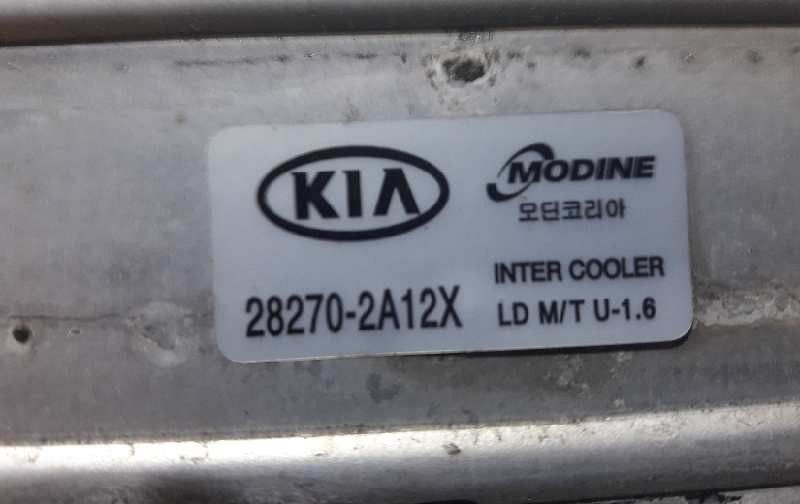 KIA
MODINE
모딘코리아
28270-2A12X
INTER COOLER
LD M/T U-1.6